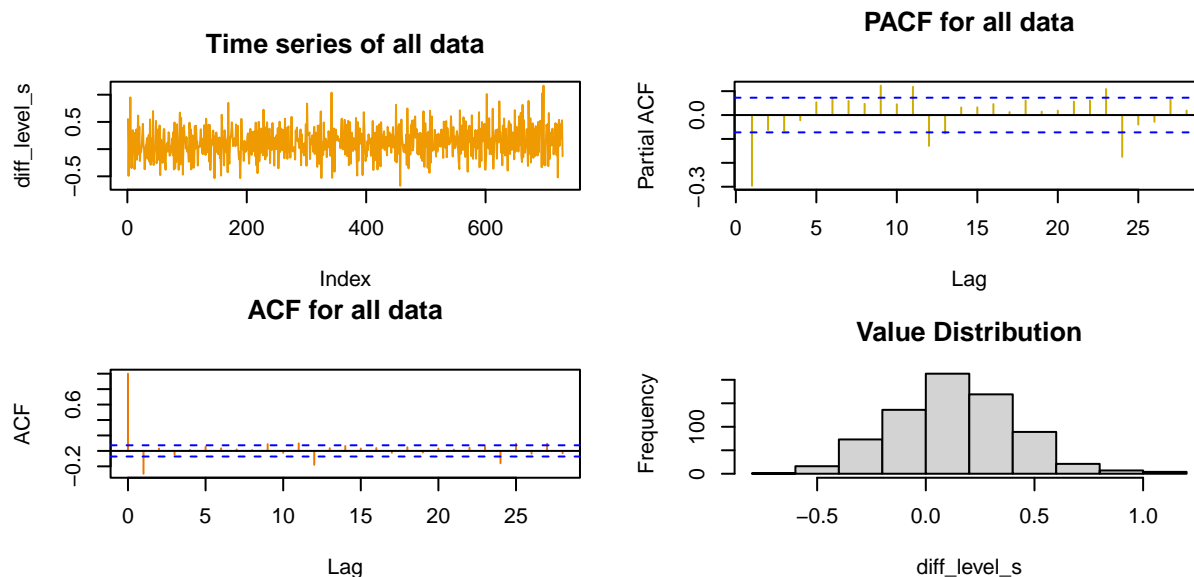 Time series of all data
diff_level_s
0.5
−0.5
0 200 400 600
Index
PACF for all data
Partial ACF
0.0
−0.3
0 5 10 15 20 25
Lag
ACF for all data
ACF
0.6
−0.2
0 5 10 15 20 25
Lag
Value Distribution
Frequency
100
0
−0.5 0.0 0.5 1.0
diff_level_s